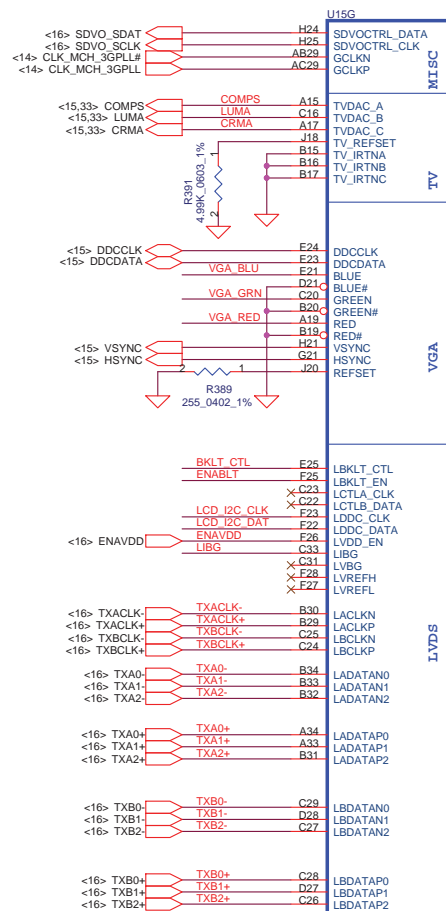 U15G
<16> SDVO_SDAT H24 SDVOCTRL_DATA
<16> SDVO_SCLK H25 SDVOCTRL_CLK
<14> CLK_MCH_3GPLL# AB29 GCLKN
<14> CLK_MCH_3GPLL AC29 GCLKP
MISC
<15,33> COMPS COMPS A15 TVDAC_A
<15,33> LUMA LUMA C16 TVDAC_B
<15,33> CRMA CRMA A17 TVDAC_C
J18 TV_REFSET
B15 TV_IRTNA
B16 TV_IRTNB
B17 TV_IRTNC
TV
1
R391
4.99K_0603_1%
2
<15> DDCCLK E24 DDCCLK
<15> DDCDATA E23 DDCDATA
VGA_BLU E21 BLUE
D21 BLUE#
VGA_GRN C20 GREEN
B20 GREEN#
VGA_RED A19 RED
B19 RED#
<15> VSYNC H21 VSYNC
<15> HSYNC G21 HSYNC
2 1 J20 REFSET
R389
255_0402_1%
VGA
BKLT_CTL E25 LBKLT_CTL
ENABLT F25 LBKLT_EN
C23 LCTLA_CLK
C22 LCTLB_DATA
LCD_I2C_CLK F23 LDDC_CLK
LCD_I2C_DAT F22 LDDC_DATA
<16> ENAVDD ENAVDD F26 LVDD_EN
LIBG C33 LIBG
C31 LVBG
F28 LVREFH
F27 LVREFL
LVDS
<16> TXACLK- TXACLK- B30 LACLKN
<16> TXACLK+ TXACLK+ B29 LACLKP
<16> TXBCLK- TXBCLK- C25 LBCLKN
<16> TXBCLK+ TXBCLK+ C24 LBCLKP
<16> TXA0- TXA0- B34 LADATAN0
<16> TXA1- TXA1- B33 LADATAN1
<16> TXA2- TXA2- B32 LADATAN2
<16> TXA0+ TXA0+ A34 LADATAP0
<16> TXA1+ TXA1+ A33 LADATAP1
<16> TXA2+ TXA2+ B31 LADATAP2
<16> TXB0- TXB0- C29 LBDATAN0
<16> TXB1- TXB1- D28 LBDATAN1
<16> TXB2- TXB2- C27 LBDATAN2
<16> TXB0+ TXB0+ C28 LBDATAP0
<16> TXB1+ TXB1+ D27 LBDATAP1
<16> TXB2+ TXB2+ C26 LBDATAP2